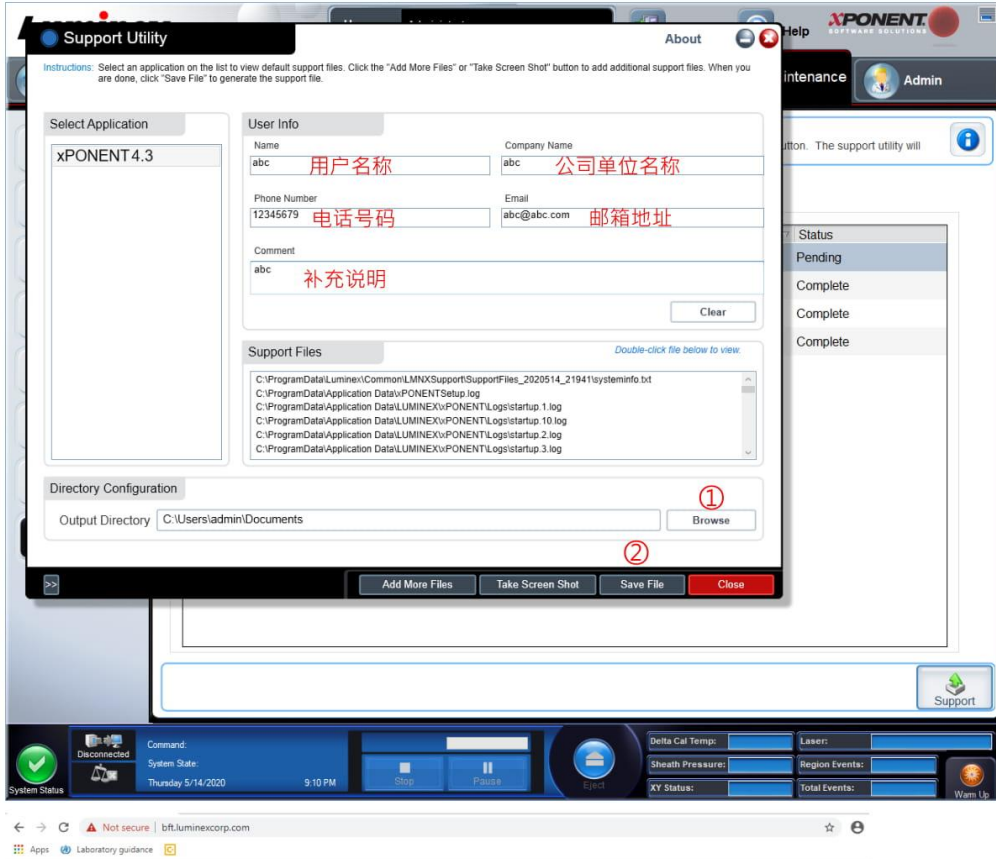 Support Utility
About
Help
XPONENT.
SOFTWARE SOLUTIONS
Instructions: Select an application on the list to view default support files. Click the "Add More Files" or "Take Screen Shot" button to add additional support files. When you
are done, click "Save File" to generate the support file.
intenance
Admin
Select Application
xPONENT 4.3
User Info
Name
Company Name
abc 用户名称
abc 公司单位名称
Phone Number
Email
12345679 电话号码
abc@abc.com 邮箱地址
Comment
abc 补充说明
Clear
utton. The support utility will
Status
Pending
Complete
Complete
Complete
Support Files
Double-click file below to view.
C:\ProgramData\Luminex\Common\LMNXSupport\SupportFiles_2020514_21941\systeminfo.txt
C:\ProgramData\Application Data\xPONENTSetup.log
C:\ProgramData\Application Data\LUMINEX\xPONENT\Logs\startup.1.log
C:\ProgramData\Application Data\LUMINEX\xPONENT\Logs\startup.10.log
C:\ProgramData\Application Data\LUMINEX\xPONENT\Logs\startup.2.log
C:\ProgramData\Application Data\LUMINEX\xPONENT\Logs\startup.3.log
Directory Configuration
①
Output Directory C:\Users\admin\Documents Browse
②
>> Add More Files Take Screen Shot Save File Close
Support
Disconnected
System Status
Command:
System State:
Thursday 5/14/2020 9:10 PM
Stop
Pause
Eject
Delta Cal Temp: Laser:
Sheath Pressure: Region Events:
XY Status: Total Events:
Warm Up
Not secure | bft.luminexcorp.com
Apps Laboratory guidance C